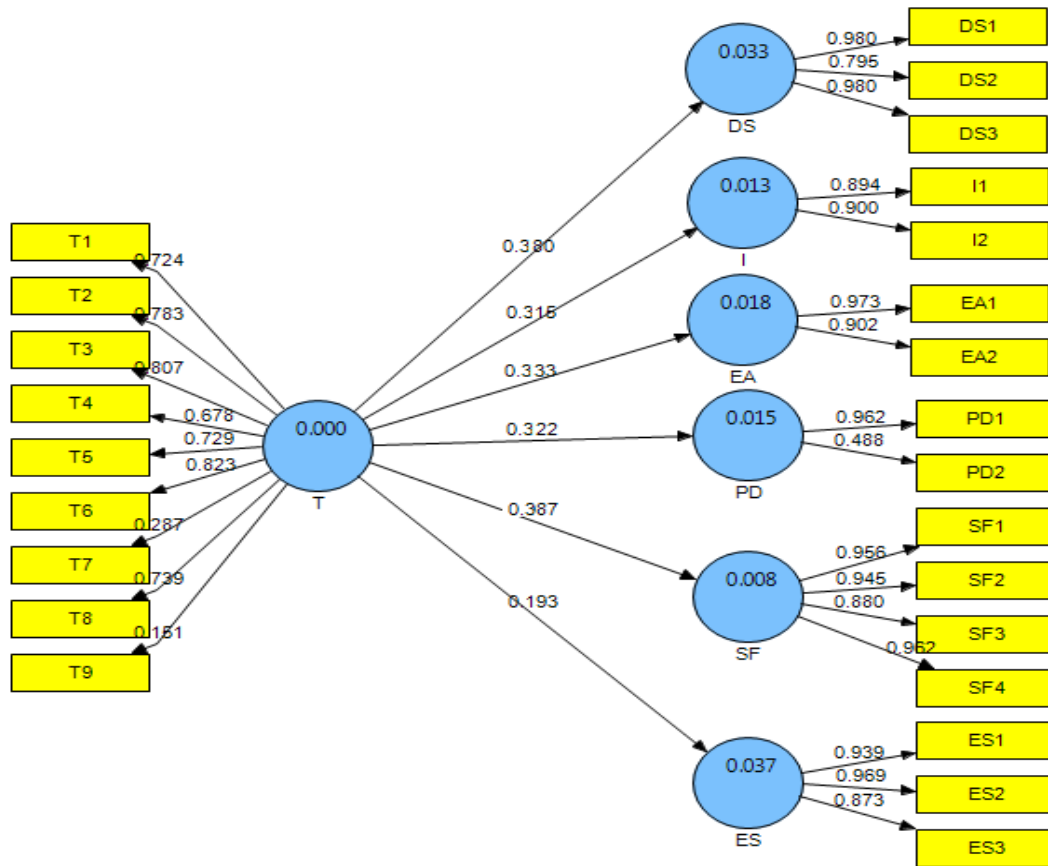 DS1
0.980
0.033
DS2
0.795
0.980
DS3
DS
0.013
0.894
I1
0.900
I2
I
T1
0.724
0.380
T2
0.783
0.315
T3
0.807
0.018
0.973
EA1
0.902
EA2
EA
0.333
T4
0.678
T5
0.729
0.000
T
0.322
0.015
0.962
PD1
0.488
PD2
PD
T6
0.823
T7
0.287
0.387
T8
0.739
T9
0.161
0.193
0.008
SF
0.956
SF1
0.945
SF2
0.880
SF3
0.962
SF4
0.037
ES
0.939
ES1
0.969
ES2
0.873
ES3